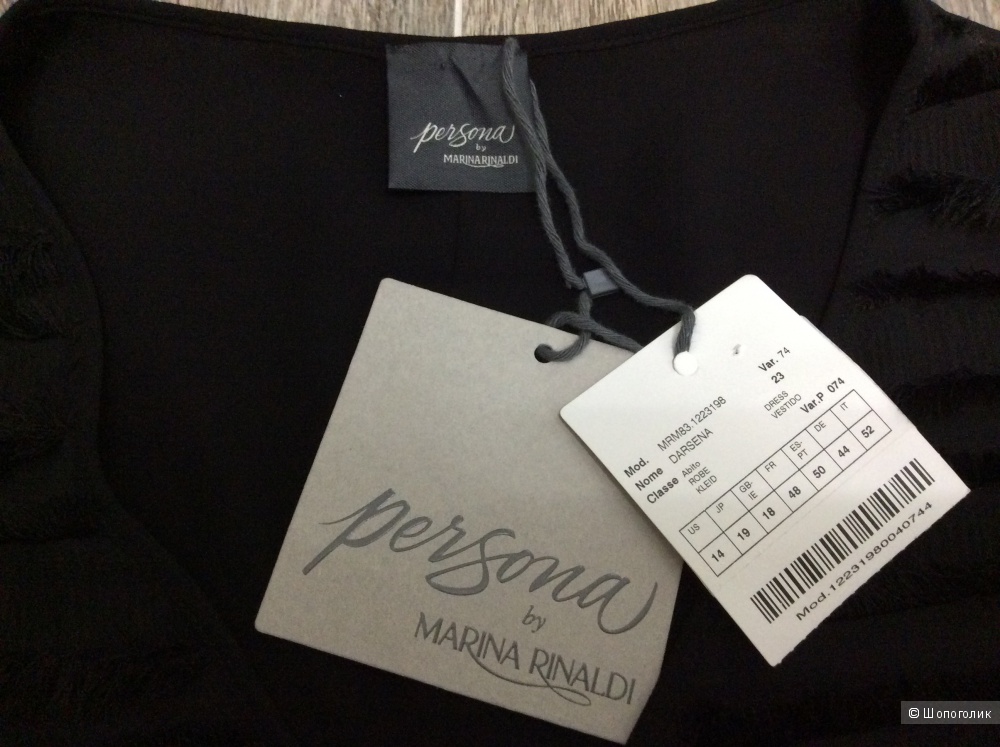 persona
by
MARINA RINALDI
persona
by
MARINA RINALDI
Var. 74
23
Mod. MRM83.1223198
Nome DARSENA
Classe Abito
ROBE
KLEID
DRESS
VESTIDO
Var.P 074
US JP GB-IE FR ES-PT DE IT
14 19 18 48 50 44 52
Mod.12231980040744
© Шопоголик